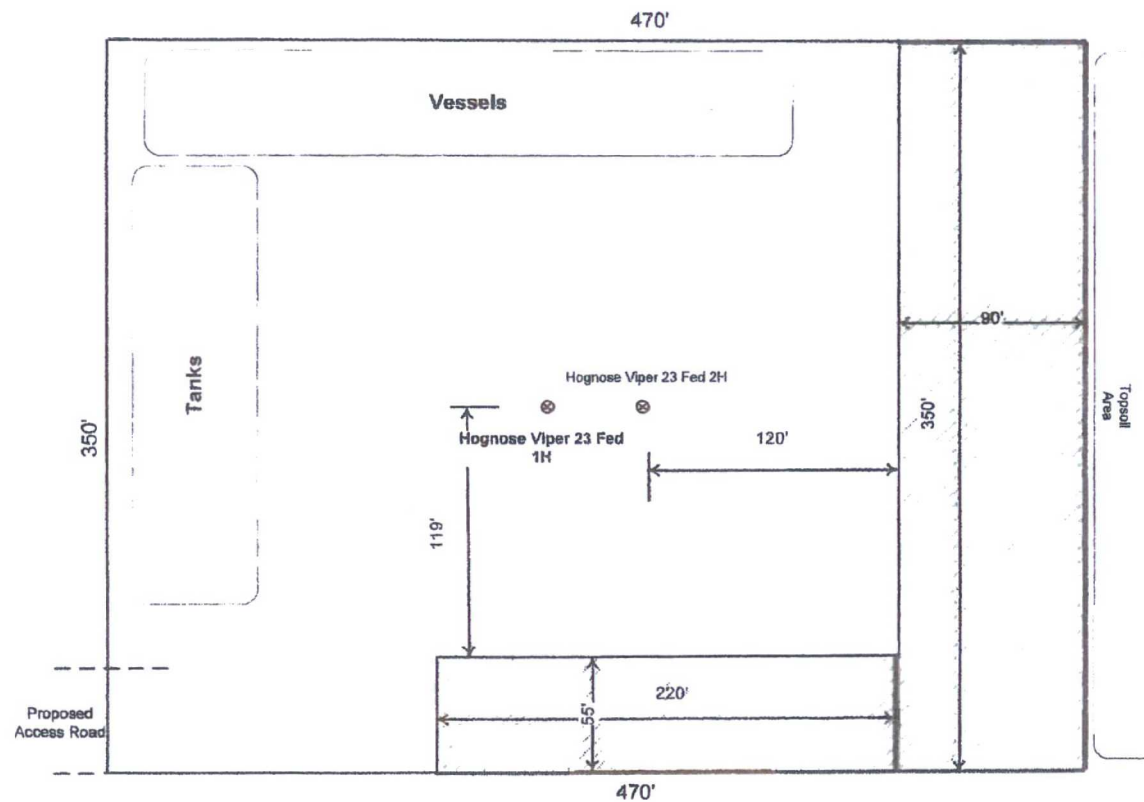 470'
Vessels
Tanks
350'
Hognose Viper 23 Fed 2H
Hognose Viper 23 Fed
1H
120'
119'
90'
350'
Topsoil
Area
220'
55'
Proposed
Access Road
470'